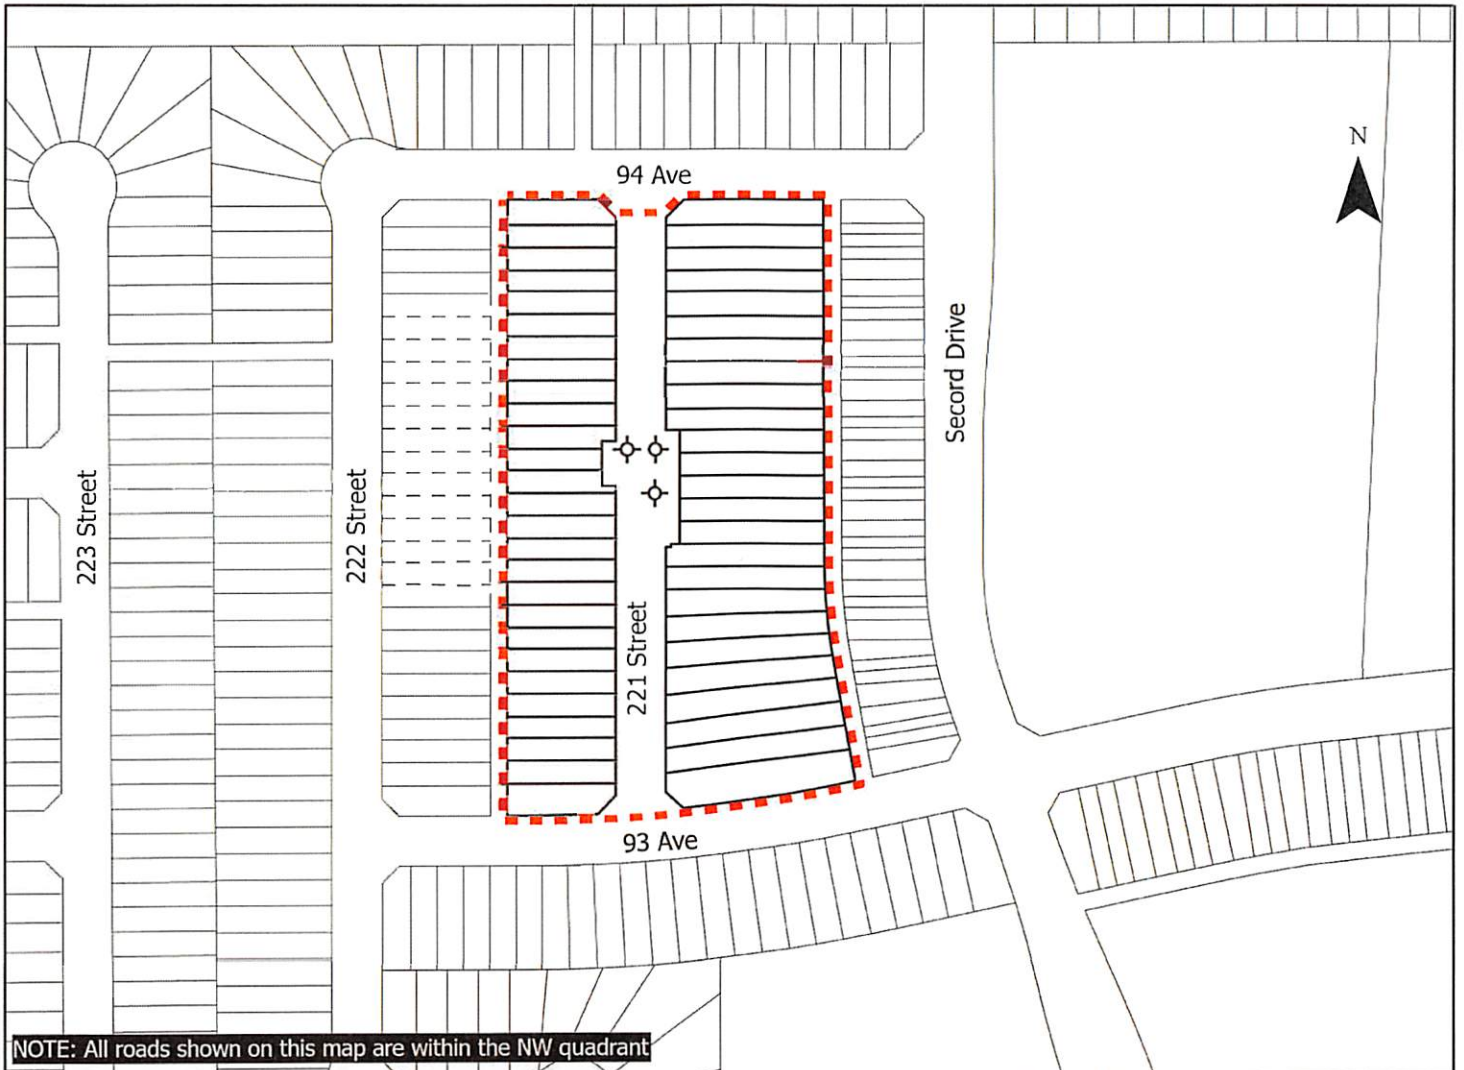 94 Ave
N
Second Drive
223 Street
222 Street
221 Street
93 Ave
NOTE: All roads shown on this map are within the NW quadrant